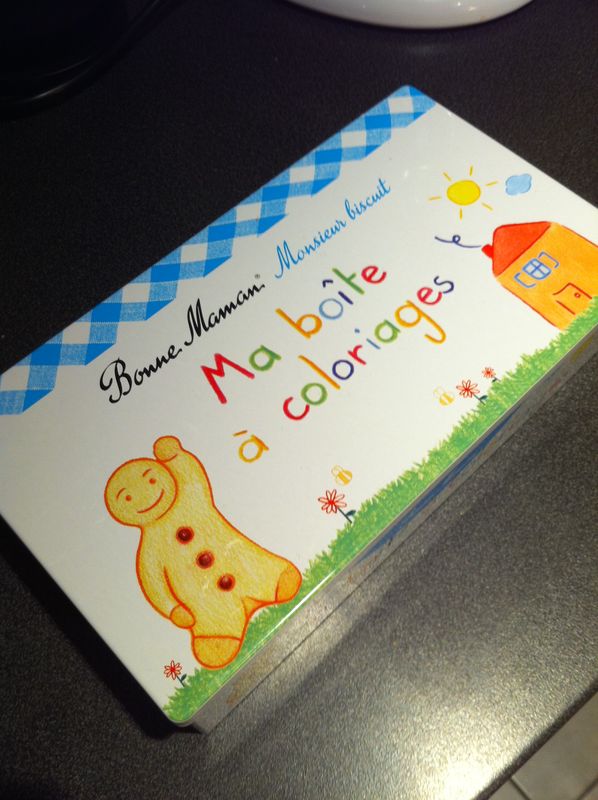 Bonne Maman® Monsieur biscuit
Ma boîte
à coloriages